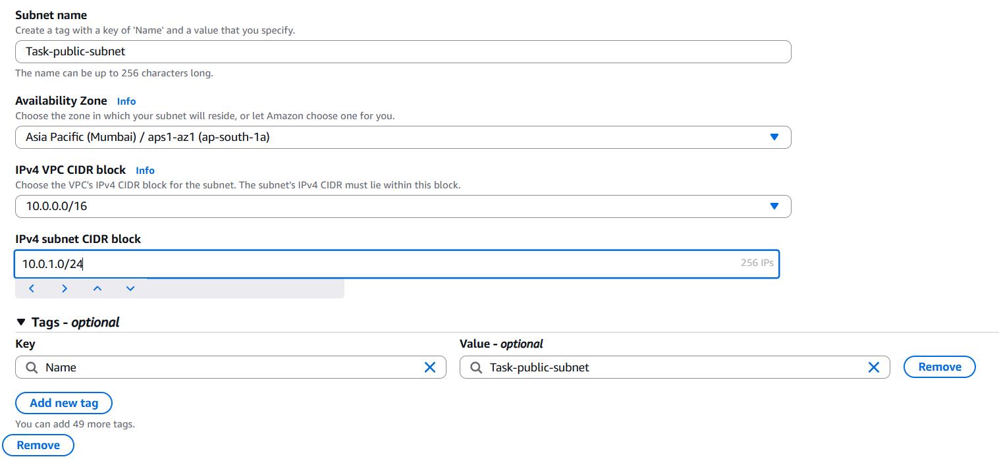 Subnet name
Create a tag with a key of 'Name' and a value that you specify.
Task-public-subnet
The name can be up to 256 characters long.
Availability Zone Info
Choose the zone in which your subnet will reside, or let Amazon choose one for you.
Asia Pacific (Mumbai) / aps1-az1 (ap-south-1a)
IPv4 VPC CIDR block Info
Choose the VPC's IPv4 CIDR block for the subnet. The subnet's IPv4 CIDR must lie within this block.
10.0.0.0/16
IPv4 subnet CIDR block
10.0.1.0/24 256 IPs
Tags - optional
Key Value - optional
Name Task-public-subnet Remove
Add new tag
You can add 49 more tags.
Remove